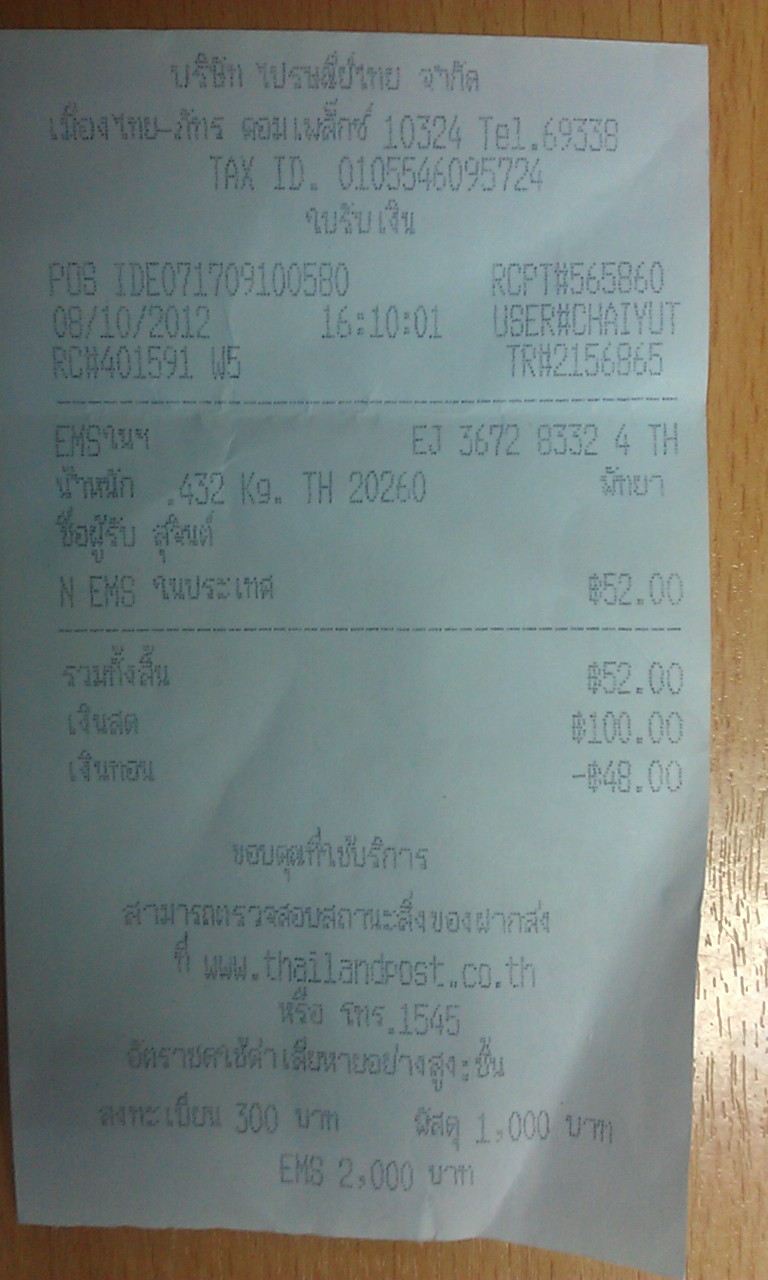 บริษัท ไปรษณีย์ไทย จำกัด
เมืองไทย-ภัทร คอมเพล็กซ์ 10324 Tel.69338
TAX ID. 0105546095724
ใบรับเงิน
POS IDE071709100580 RCPT#565860
08/10/2012 16:10:01 USER#CHAIYUT
RC#401591 W5 TR#2156865
EMSในฯ EJ 3672 8332 4 TH
น้ำหนัก .432 Kg. TH 20260 พัทยา
ชื่อผู้รับ สุจินต์
N EMS ในประเทศ ฿52.00
รวมทั้งสิ้น ฿52.00
เงินสด ฿100.00
เงินทอน -฿48.00
ขอบคุณที่ใช้บริการ
สามารถตรวจสอบสถานะสิ่งของฝากส่ง
ที่ www.thailandpost.co.th
หรือ โทร.1545
อัตราชดใช้ค่าเสียหายอย่างสูง:ชิ้น
ลงทะเบียน 300 บาท พัสดุ 1,000 บาท
EMS 2,000 บาท